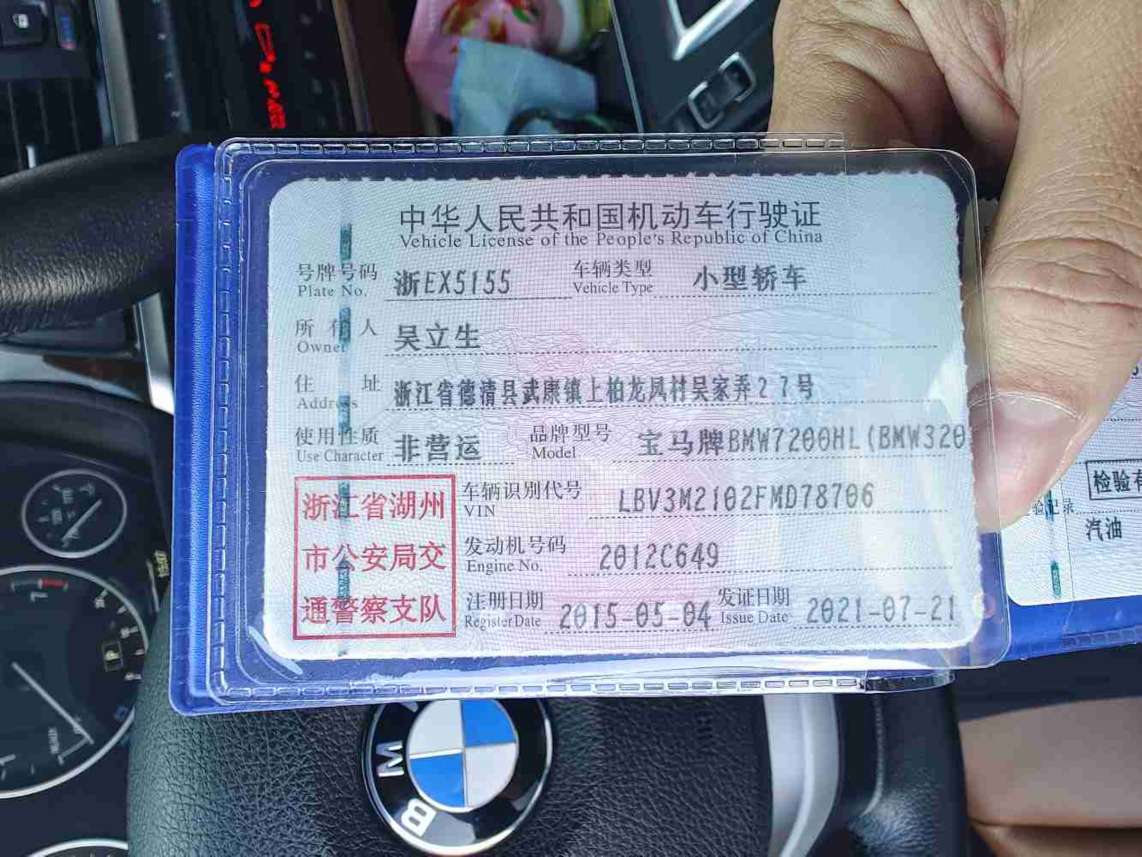 中华人民共和国机动车行驶证
Vehicle License of the People's Republic of China
号牌号码 浙EX5155 车辆类型 小型轿车
Plate No. Vehicle Type
所有人 吴立生
Owner
住址 浙江省德清县武康镇上柏龙凤村吴家弄27号
Address
使用性质 非营运 品牌型号 宝马牌BMW7200HL(BMW320
Use Character Model
浙江省湖州
市公安局交
通警察支队
车辆识别代号 LBV3M2102FMD78706
VIN
发动机号码 2012C649
Engine No.
注册日期 2015-05-04 发证日期 2021-07-21
Register Date Issue Date
检验有
记录
汽油
BM